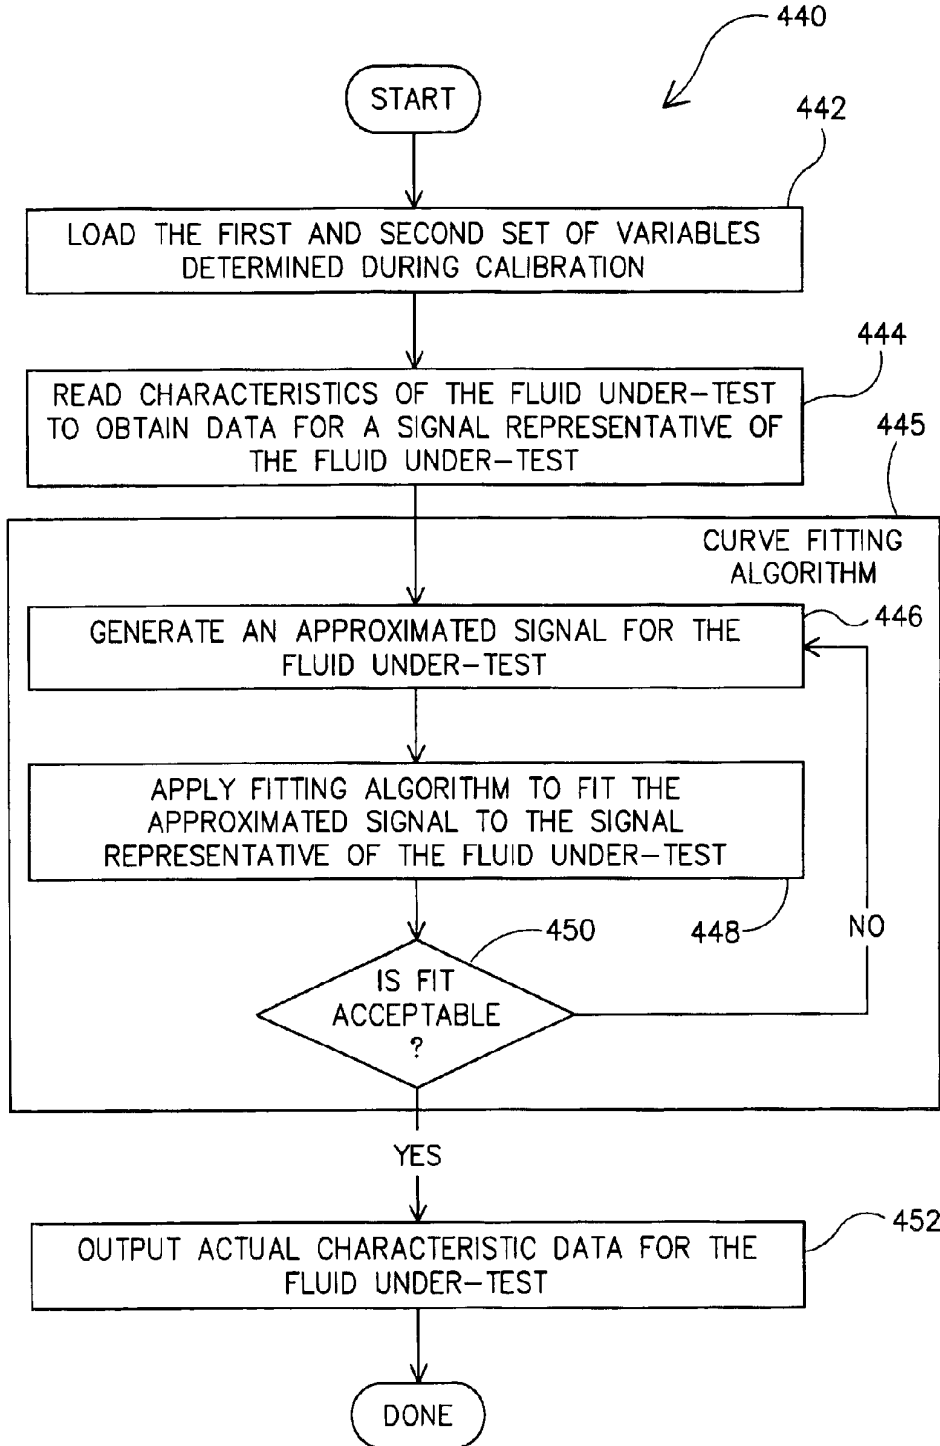 440
START
442
LOAD THE FIRST AND SECOND SET OF VARIABLES
DETERMINED DURING CALIBRATION
444
READ CHARACTERISTICS OF THE FLUID UNDER-TEST
TO OBTAIN DATA FOR A SIGNAL REPRESENTATIVE OF
THE FLUID UNDER-TEST
445
CURVE FITTING
ALGORITHM
446
GENERATE AN APPROXIMATED SIGNAL FOR THE
FLUID UNDER-TEST
APPLY FITTING ALGORITHM TO FIT THE
APPROXIMATED SIGNAL TO THE SIGNAL
REPRESENTATIVE OF THE FLUID UNDER-TEST
448
450
NO
IS FIT
ACCEPTABLE
?
YES
452
OUTPUT ACTUAL CHARACTERISTIC DATA FOR THE
FLUID UNDER-TEST
DONE